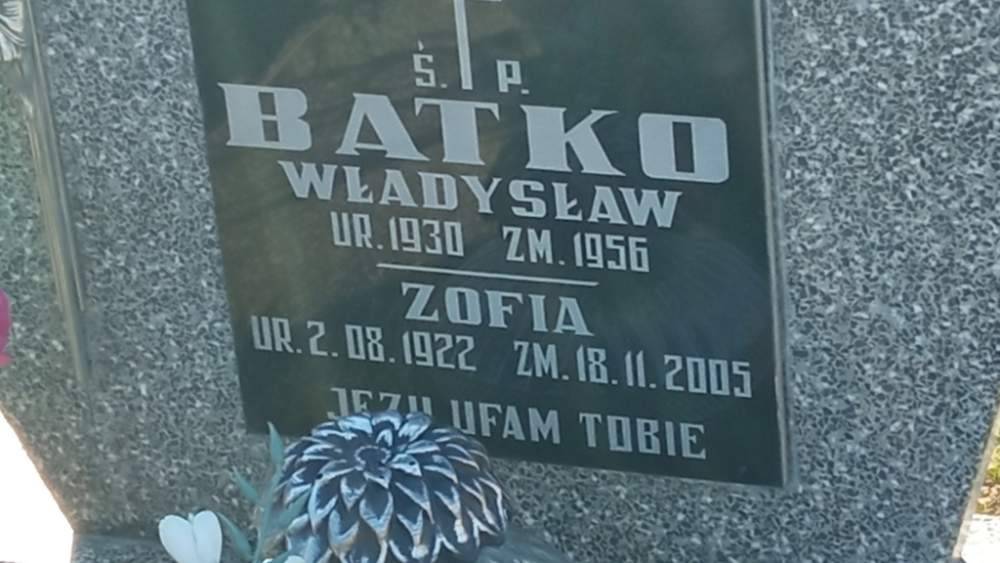 Ś. P.
BATKO
WŁADYSŁAW
UR. 1930 ZM. 1956
ZOFIA
UR. 2. 08. 1922 ZM. 18. 11. 2005
JEZU UFAM TOBIE